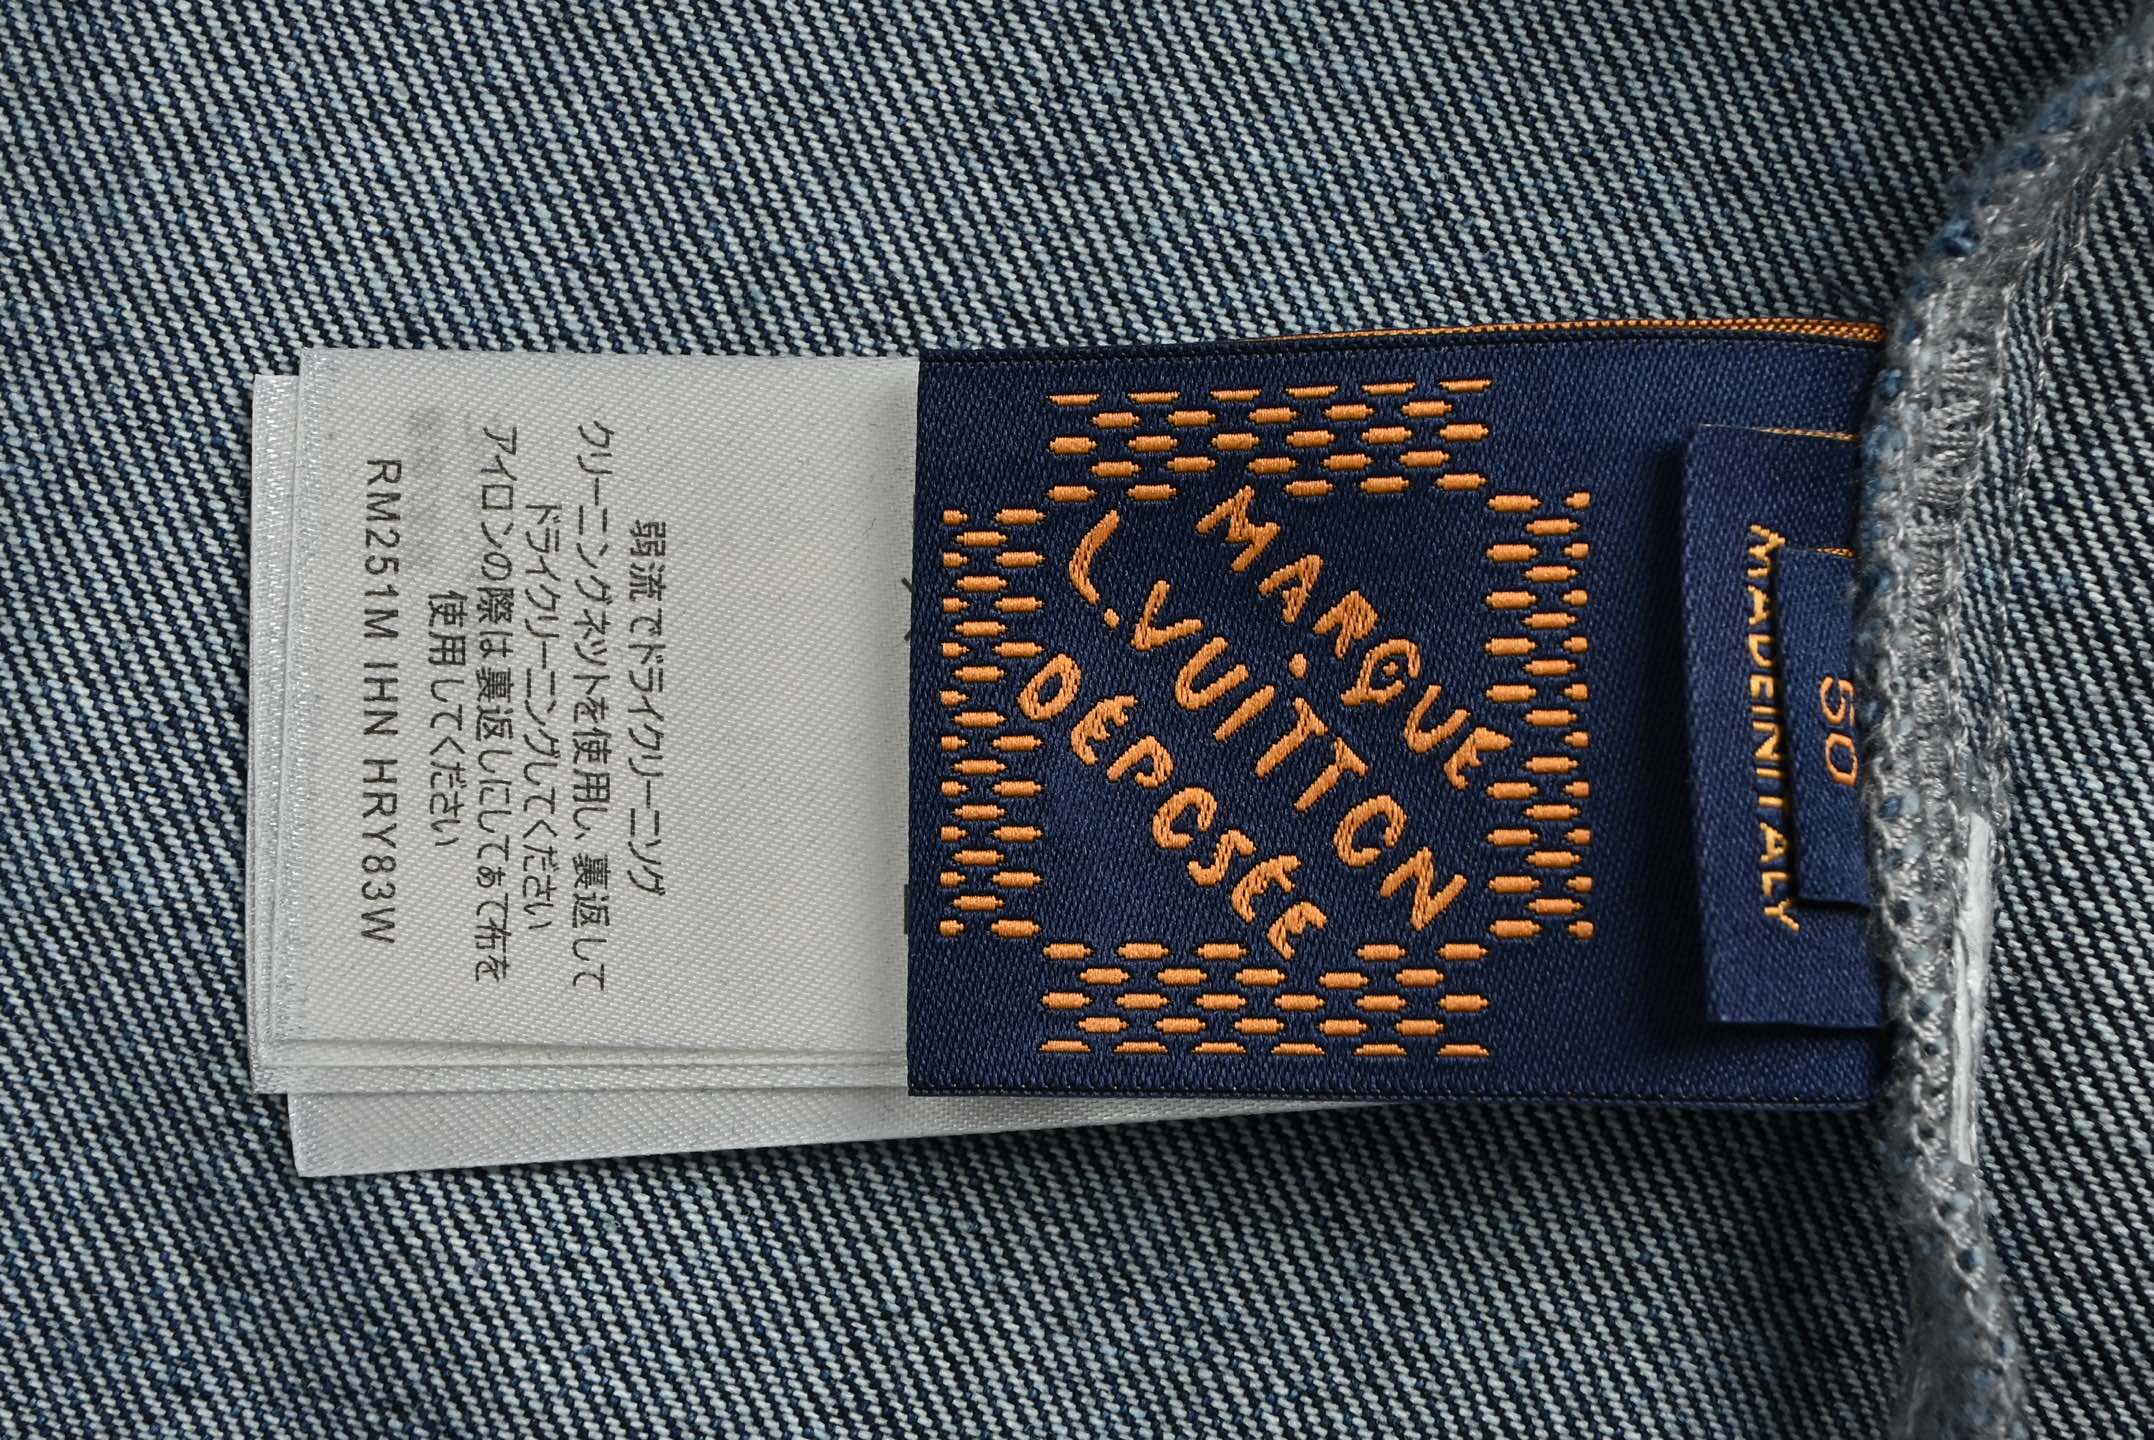 50
MADE IN ITALY
MARQUE
L.VUITTON
DÉPOSÉE
弱流でドライクリーニング
クリーニングネットを使用し、裏返して
ドライクリーニングしてください
アイロンの際は裏返しにしてあて布を
使用してください
RM251M IHN HRY83W